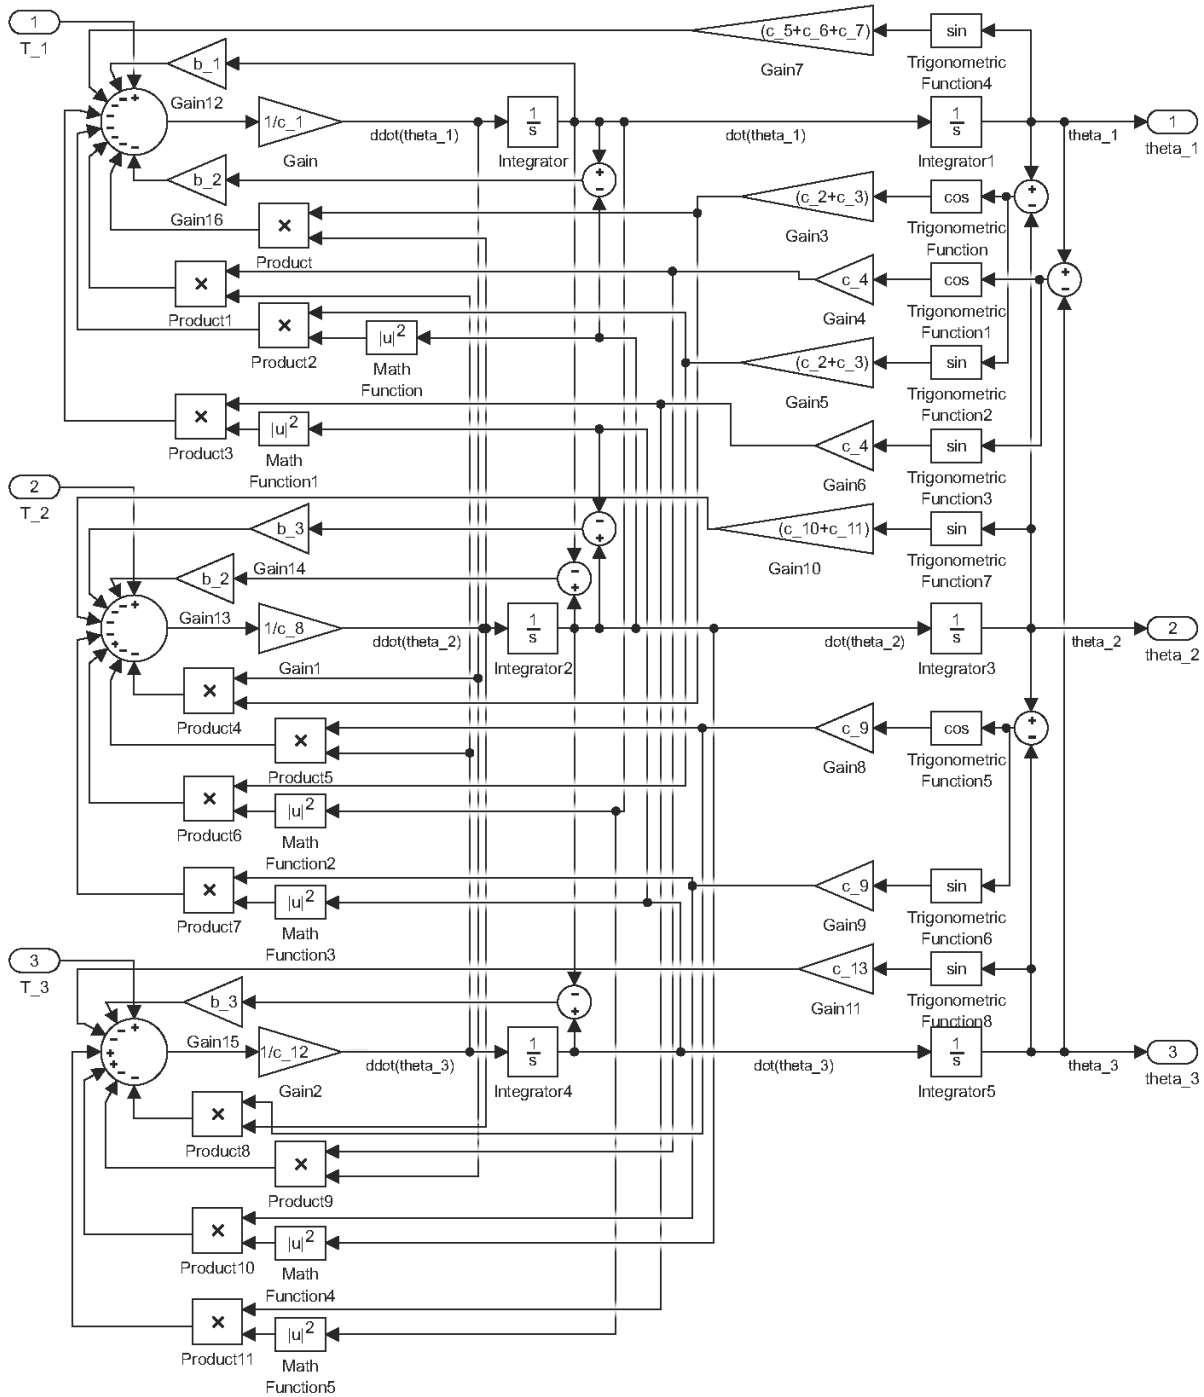 1
T_1
(c_5+c_6+c_7)
Gain7
sin
Trigonometric
Function4
b_1
Gain12
1/c_1
Gain
ddot(theta_1)
1
s
Integrator
dot(theta_1)
1
s
Integrator1
theta_1
1
theta_1
b_2
Gain16
(c_2+c_3)
Gain3
cos
Trigonometric
Function
×
Product
c_4
Gain4
cos
Trigonometric
Function1
×
Product1
×
Product2
|u|2
Math
Function
(c_2+c_3)
Gain5
sin
Trigonometric
Function2
×
Product3
|u|2
Math
Function1
c_4
Gain6
sin
Trigonometric
Function3
2
T_2
b_3
Gain14
(c_10+c_11)
Gain10
sin
Trigonometric
Function7
b_2
Gain13
1/c_8
Gain1
ddot(theta_2)
1
s
Integrator2
dot(theta_2)
1
s
Integrator3
theta_2
2
theta_2
×
Product4
×
Product5
c_9
Gain8
cos
Trigonometric
Function5
×
Product6
|u|2
Math
Function2
×
Product7
|u|2
Math
Function3
c_9
Gain9
sin
Trigonometric
Function6
3
T_3
c_13
Gain11
sin
Trigonometric
Function8
b_3
Gain15
1/c_12
Gain2
ddot(theta_3)
1
s
Integrator4
dot(theta_3)
1
s
Integrator5
theta_3
3
theta_3
×
Product8
×
Product9
×
Product10
|u|2
Math
Function4
×
Product11
|u|2
Math
Function5